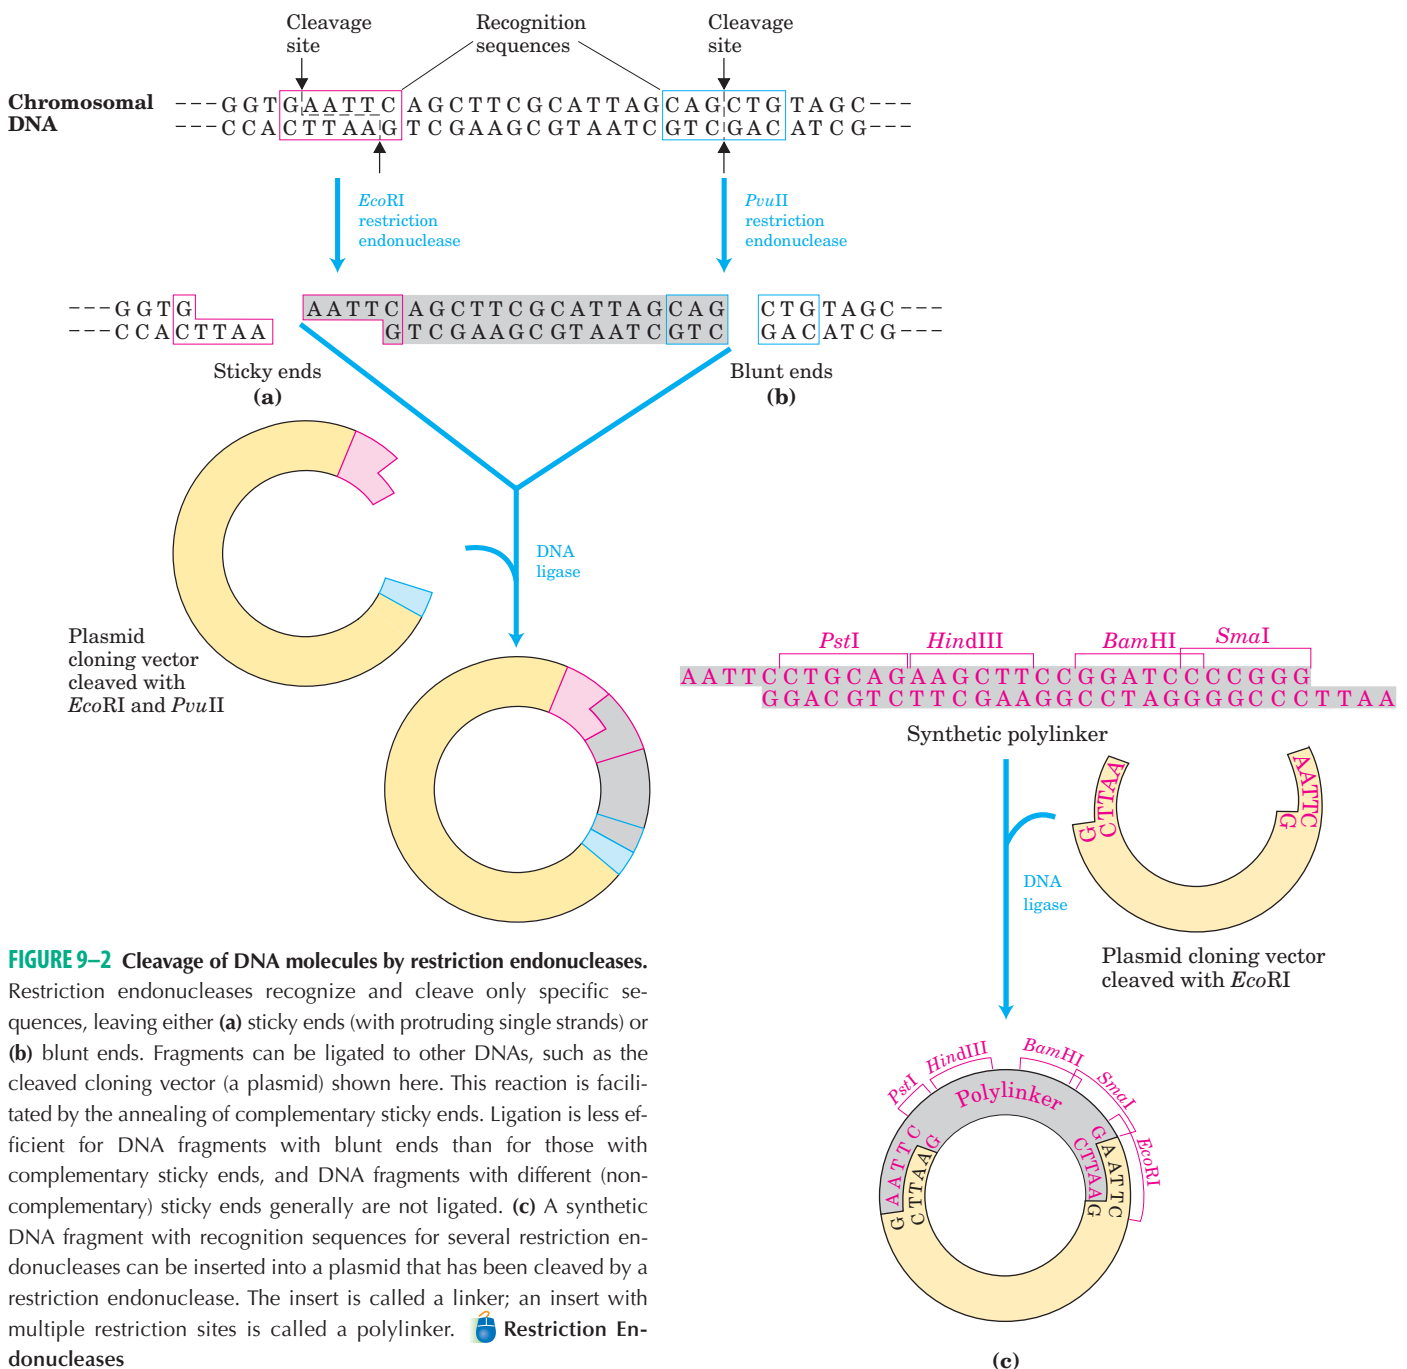 Cleavage
site
Recognition
sequences
Cleavage
site
Chromosomal
DNA
---GGTGAATTCAGCTTCGCATTAGCAGCTGTAGC---
---CCACTTAAGTCGAAGCGTAATCGTCGACATCG---
EcoRI
restriction
endonuclease
PvuII
restriction
endonuclease
---GGTG AATTCAGCTTCGCATTAGCAG CTGTAGC---
---CCACTTAA GTCGAAGCGTAATCGTC GACATCG---
Sticky ends
(a)
Blunt ends
(b)
DNA
ligase
Plasmid
cloning vector
cleaved with
EcoRI and PvuII
PstI HindIII BamHI SmaI
AATTCCTGCAGAAGCTTCCGGATCCCCGGG
GGACGTCTTCGAAGGCCTAGGGGCCCTTAA
Synthetic polylinker
CTTAA
G
AATTC
G
DNA
ligase
Plasmid cloning vector
cleaved with EcoRI
PstI
HindIII
BamHI
SmaI
EcoRI
Polylinker
GAATTC
CTTAAG
GAATTC
CTTAAG
(c)
FIGURE 9–2 Cleavage of DNA molecules by restriction endonucleases.
Restriction endonucleases recognize and cleave only specific se-
quences, leaving either (a) sticky ends (with protruding single strands) or
(b) blunt ends. Fragments can be ligated to other DNAs, such as the
cleaved cloning vector (a plasmid) shown here. This reaction is facili-
tated by the annealing of complementary sticky ends. Ligation is less ef-
ficient for DNA fragments with blunt ends than for those with
complementary sticky ends, and DNA fragments with different (non-
complementary) sticky ends generally are not ligated. (c) A synthetic
DNA fragment with recognition sequences for several restriction en-
donucleases can be inserted into a plasmid that has been cleaved by a
restriction endonuclease. The insert is called a linker; an insert with
multiple restriction sites is called a polylinker. Restriction En-
donucleases